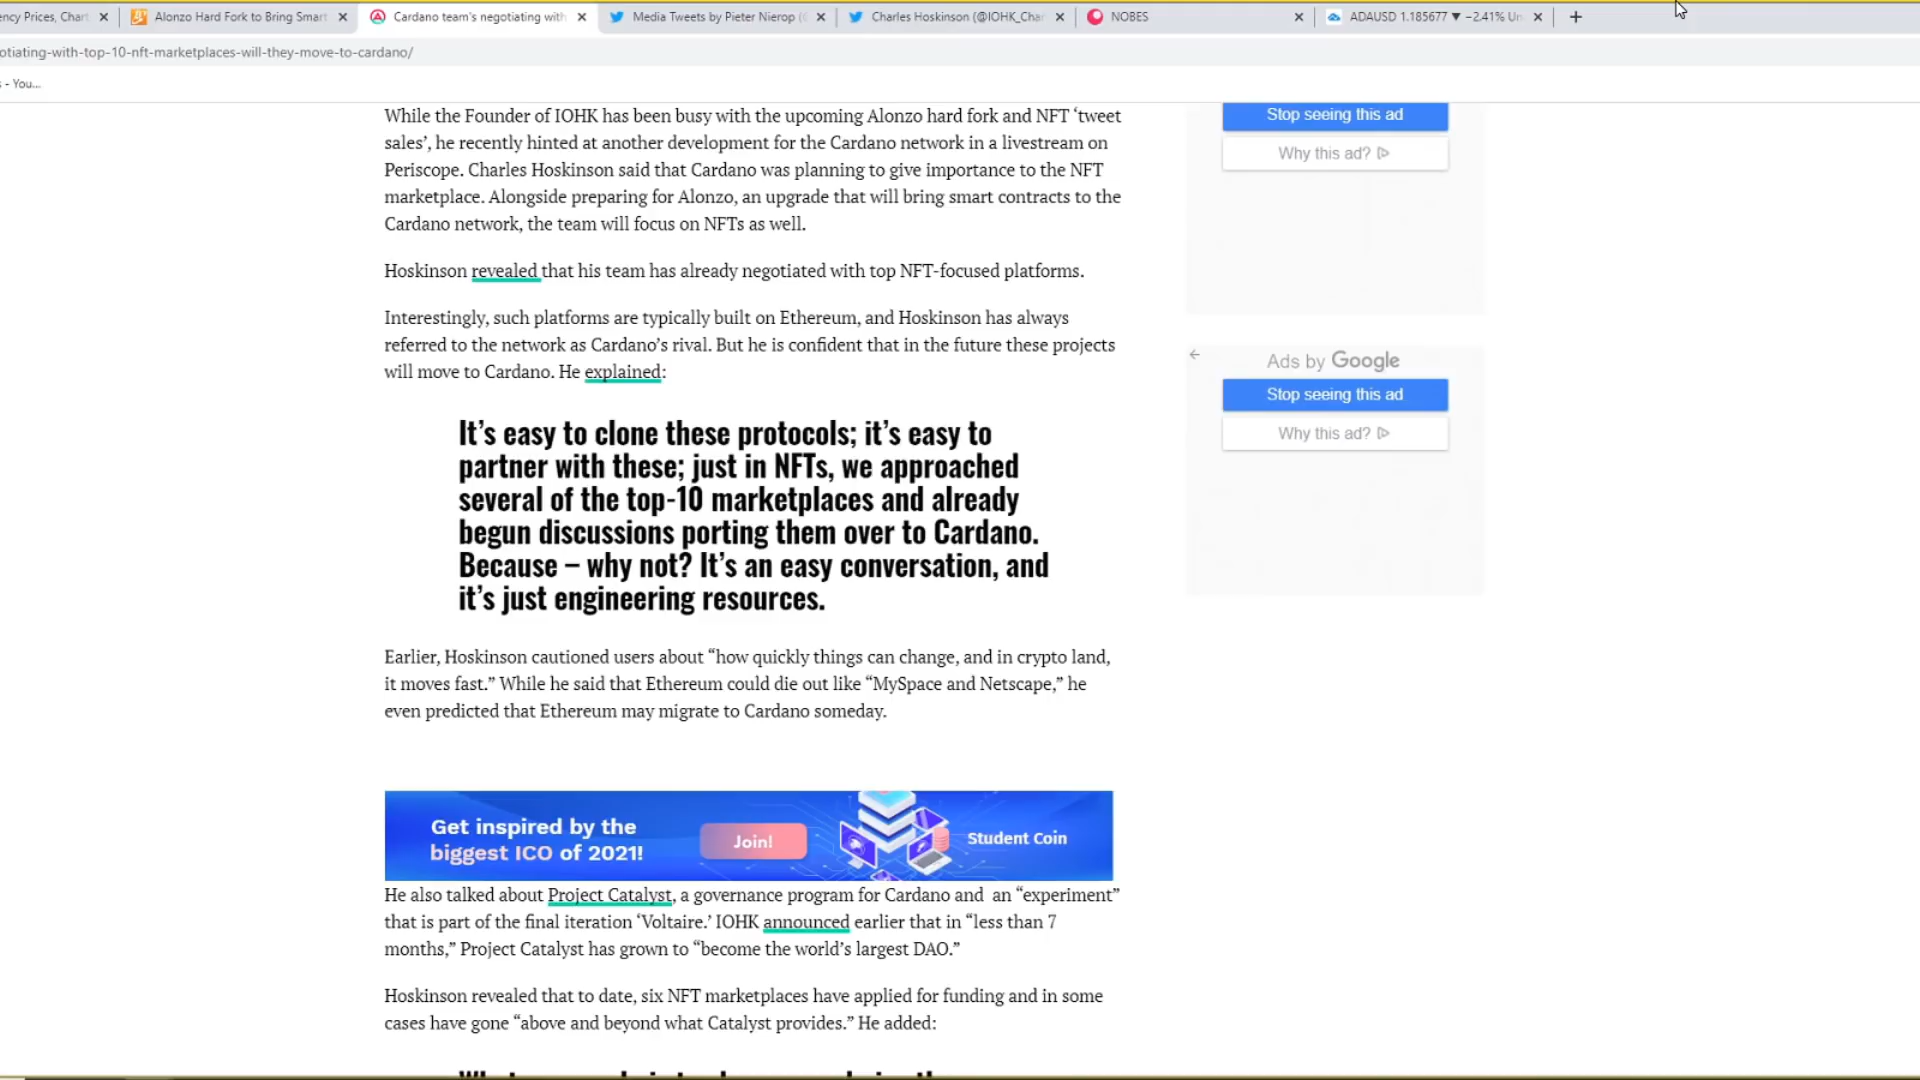 ency Prices, Chart
Alonzo Hard Fork to Bring Smart
Cardano team's negotiating with
Media Tweets by Pieter Nierop (
Charles Hoskinson (@IOHK_Char
NOBES
ADAUSD 1.185677 ▼ −2.41% Un
otiating-with-top-10-nft-marketplaces-will-they-move-to-cardano/
s - You...
While the Founder of IOHK has been busy with the upcoming Alonzo hard fork and NFT ‘tweet
sales’, he recently hinted at another development for the Cardano network in a livestream on
Periscope. Charles Hoskinson said that Cardano was planning to give importance to the NFT
marketplace. Alongside preparing for Alonzo, an upgrade that will bring smart contracts to the
Cardano network, the team will focus on NFTs as well.
Hoskinson revealed that his team has already negotiated with top NFT-focused platforms.
Interestingly, such platforms are typically built on Ethereum, and Hoskinson has always
referred to the network as Cardano’s rival. But he is confident that in the future these projects
will move to Cardano. He explained:
It’s easy to clone these protocols; it’s easy to
partner with these; just in NFTs, we approached
several of the top-10 marketplaces and already
begun discussions porting them over to Cardano.
Because – why not? It’s an easy conversation, and
it’s just engineering resources.
Earlier, Hoskinson cautioned users about “how quickly things can change, and in crypto land,
it moves fast.” While he said that Ethereum could die out like “MySpace and Netscape,” he
even predicted that Ethereum may migrate to Cardano someday.
Get inspired by the
biggest ICO of 2021!
Join!
Student Coin
He also talked about Project Catalyst, a governance program for Cardano and an “experiment”
that is part of the final iteration ‘Voltaire.’ IOHK announced earlier that in “less than 7
months,” Project Catalyst has grown to “become the world’s largest DAO.”
Hoskinson revealed that to date, six NFT marketplaces have applied for funding and in some
cases have gone “above and beyond what Catalyst provides.” He added:
Stop seeing this ad
Why this ad?
Ads by Google
Stop seeing this ad
Why this ad?